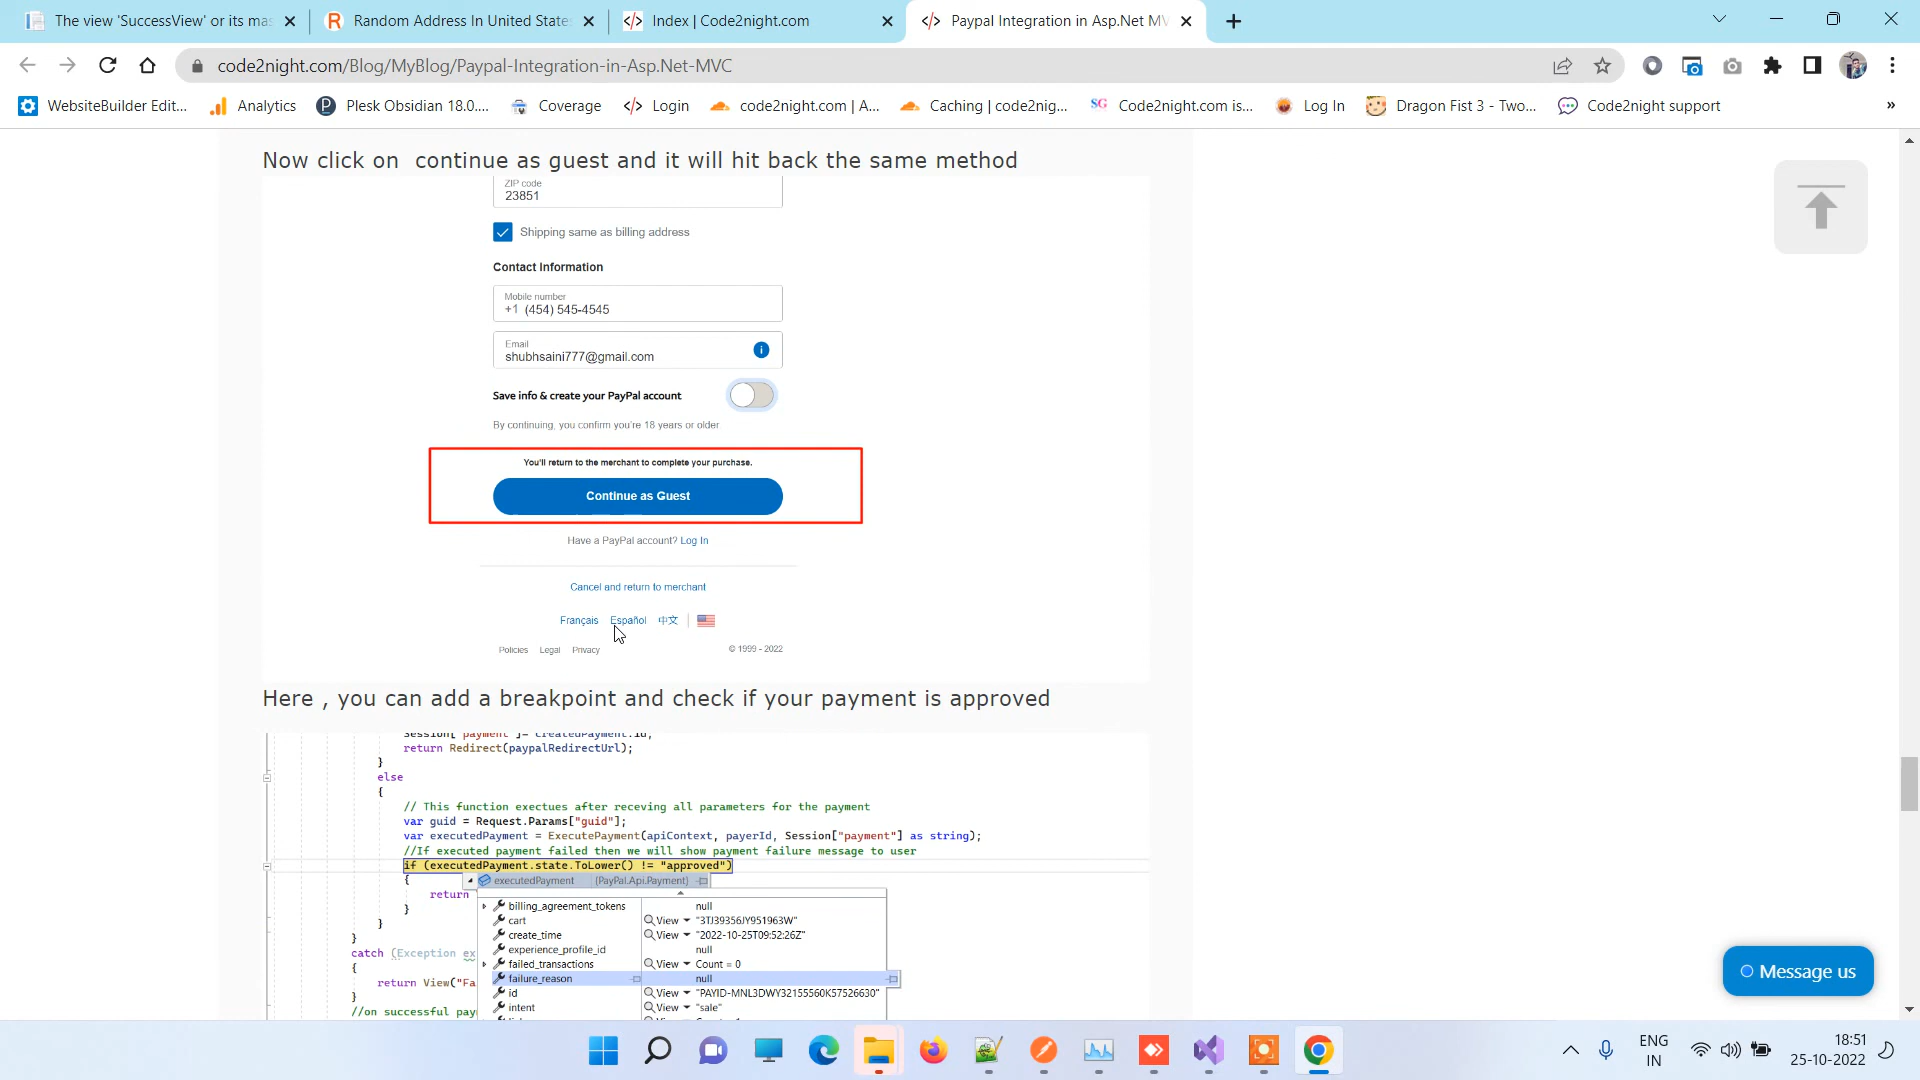 The view 'SuccessView' or its mas
Random Address In United State
Index | Code2night.com
Paypal Integration in Asp.Net MV
code2night.com/Blog/MyBlog/Paypal-Integration-in-Asp.Net-MVC
WebsiteBuilder Edit...
Analytics
Plesk Obsidian 18.0....
Coverage
Login
code2night.com | A...
Caching | code2nig...
SG
Code2night.com is...
Log In
Dragon Fist 3 - Two...
Code2night support
»
Now click on continue as guest and it will hit back the same method
ZIP code
23851
Shipping same as billing address
Contact Information
Mobile number
+1 (454) 545-4545
Email
shubhsaini777@gmail.com
Save info & create your PayPal account
By continuing, you confirm you're 18 years or older
You'll return to the merchant to complete your purchase.
Continue as Guest
Have a PayPal account? Log In
Cancel and return to merchant
Français Español 中文
Policies Legal Privacy © 1999 - 2022
Here , you can add a breakpoint and check if your payment is approved
Session["payment"]= createdPayment.id;
return Redirect(paypalRedirectUrl);
}
else
{
// This function exectues after receving all parameters for the payment
var guid = Request.Params["guid"];
var executedPayment = ExecutePayment(apiContext, payerId, Session["payment"] as string);
//If executed payment failed then we will show payment failure message to user
if (executedPayment.state.ToLower() != "approved")
{
executedPayment {PayPal.Api.Payment}
return
billing_agreement_tokens null
}
cart View "3TJ39356JY951963W"
}
create_time View "2022-10-25T09:52:26Z"
}
experience_profile_id null
catch (Exception ex
failed_transactions View Count = 0
{
failure_reason null
return View("Fa
id View "PAYID-MNL3DWY32155560K57526630"
}
intent View "sale"
//on successful pay
Message us
ENG
IN
18:51
25-10-2022